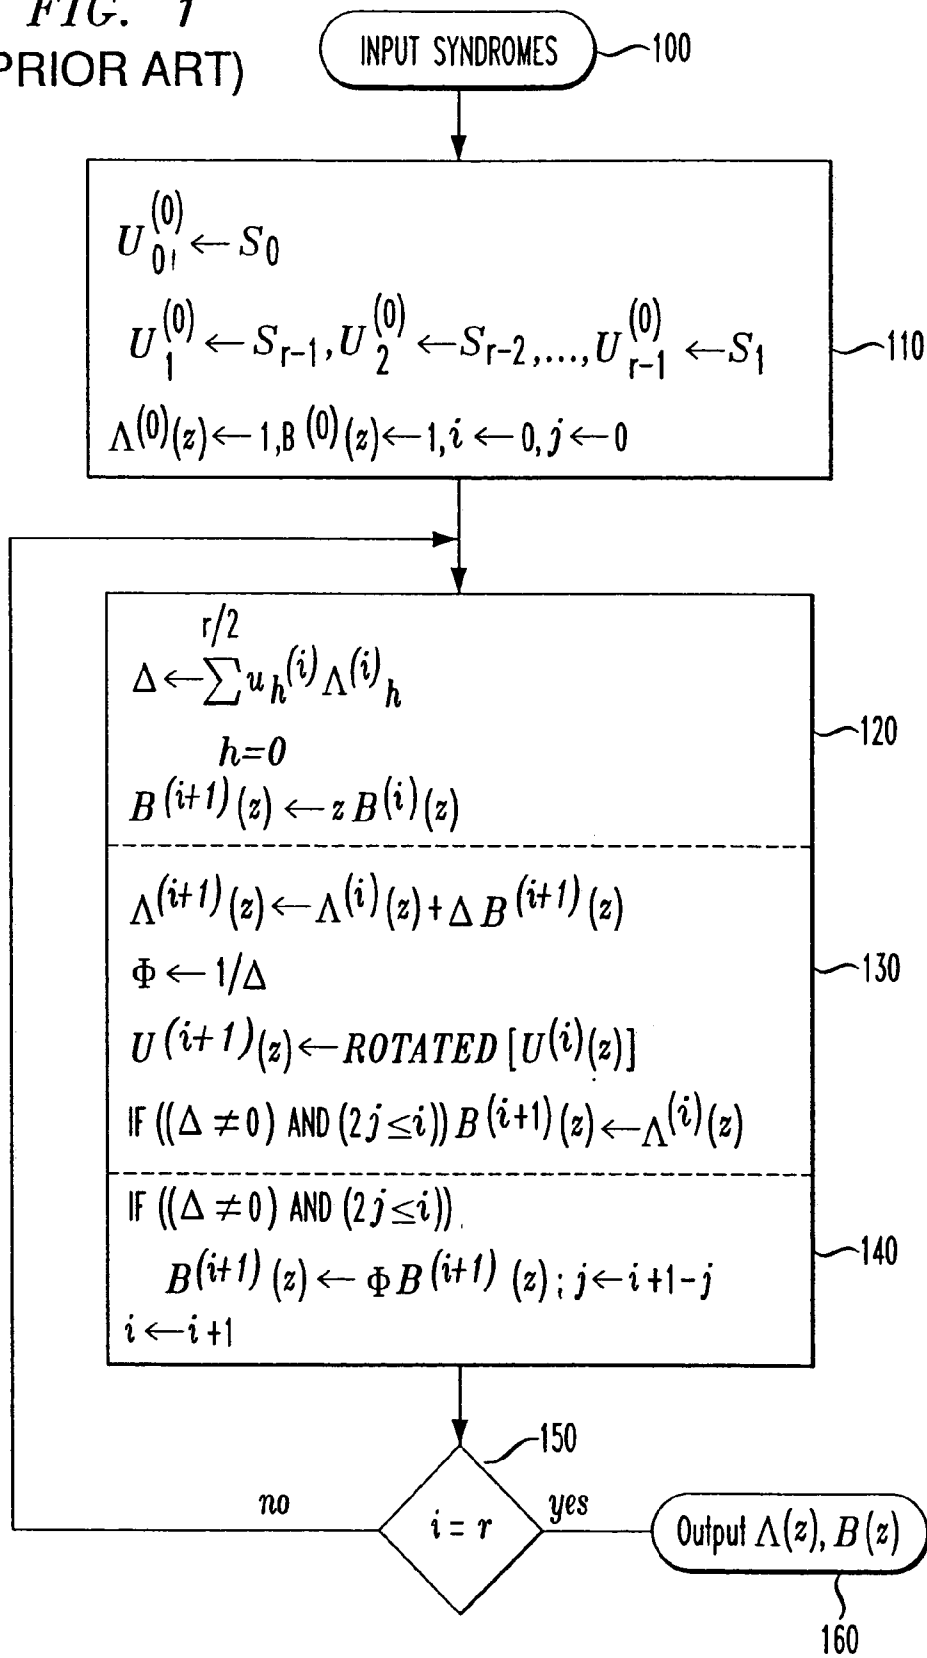 FIG. 1
(PRIOR ART)
INPUT SYNDROMES
100
U_0^(0) ← S_0
U_1^(0) ← S_{r-1}, U_2^(0) ← S_{r-2}, ..., U_{r-1}^(0) ← S_1
Λ^(0)(z) ← 1, B^(0)(z) ← 1, i ← 0, j ← 0
110
r/2
Δ ← ∑ u_h^(i) Λ^(i)_h
h=0
B^(i+1)(z) ← z B^(i)(z)
120
Λ^(i+1)(z) ← Λ^(i)(z) + Δ B^(i+1)(z)
Φ ← 1/Δ
U^(i+1)(z) ← ROTATED [U^(i)(z)]
IF ((Δ ≠ 0) AND (2j ≤ i)) B^(i+1)(z) ← Λ^(i)(z)
130
IF ((Δ ≠ 0) AND (2j ≤ i))
B^(i+1)(z) ← Φ B^(i+1)(z); j ← i+1-j
i ← i+1
140
150
no
i = r
yes
Output Λ(z), B(z)
160